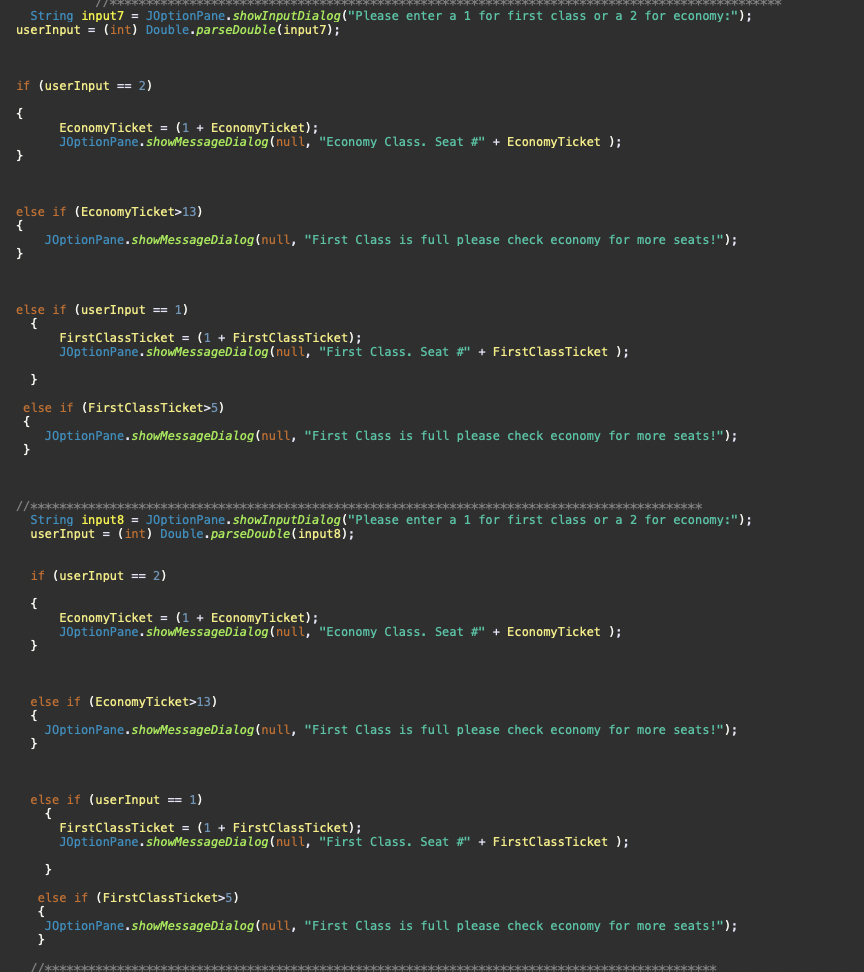 //*********************************************************************************************
String input7 = JOptionPane.showInputDialog("Please enter a 1 for first class or a 2 for economy:");
userInput = (int) Double.parseDouble(input7);
if (userInput == 2)
{
EconomyTicket = (1 + EconomyTicket);
JOptionPane.showMessageDialog(null, "Economy Class. Seat #" + EconomyTicket );
}
else if (EconomyTicket>13)
{
JOptionPane.showMessageDialog(null, "First Class is full please check economy for more seats!");
}
else if (userInput == 1)
{
FirstClassTicket = (1 + FirstClassTicket);
JOptionPane.showMessageDialog(null, "First Class. Seat #" + FirstClassTicket );
}
else if (FirstClassTicket>5)
{
JOptionPane.showMessageDialog(null, "First Class is full please check economy for more seats!");
}
//*********************************************************************************************
String input8 = JOptionPane.showInputDialog("Please enter a 1 for first class or a 2 for economy:");
userInput = (int) Double.parseDouble(input8);
if (userInput == 2)
{
EconomyTicket = (1 + EconomyTicket);
JOptionPane.showMessageDialog(null, "Economy Class. Seat #" + EconomyTicket );
}
else if (EconomyTicket>13)
{
JOptionPane.showMessageDialog(null, "First Class is full please check economy for more seats!");
}
else if (userInput == 1)
{
FirstClassTicket = (1 + FirstClassTicket);
JOptionPane.showMessageDialog(null, "First Class. Seat #" + FirstClassTicket );
}
else if (FirstClassTicket>5)
{
JOptionPane.showMessageDialog(null, "First Class is full please check economy for more seats!");
}
//*********************************************************************************************